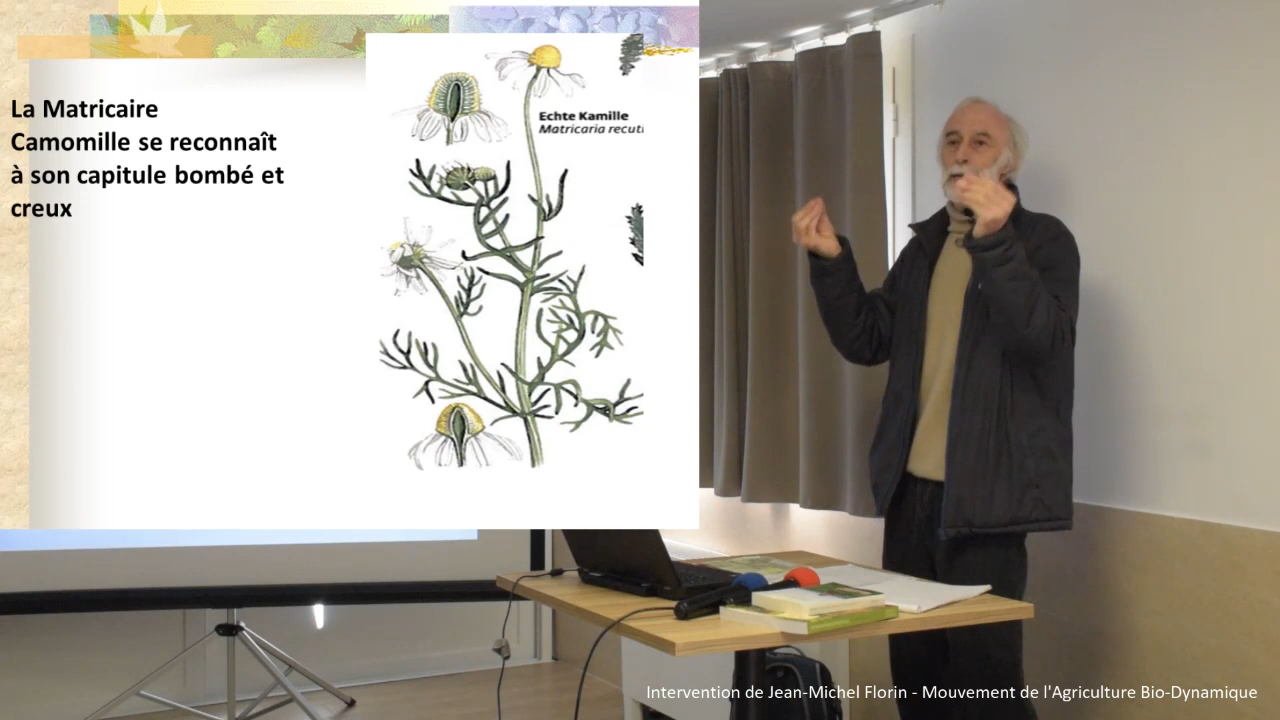 La Matricaire
Camomille se reconnaît
à son capitule bombé et
creux
Echte Kamille
Matricaria recuti
Intervention de Jean-Michel Florin - Mouvement de l'Agriculture Bio-Dynamique